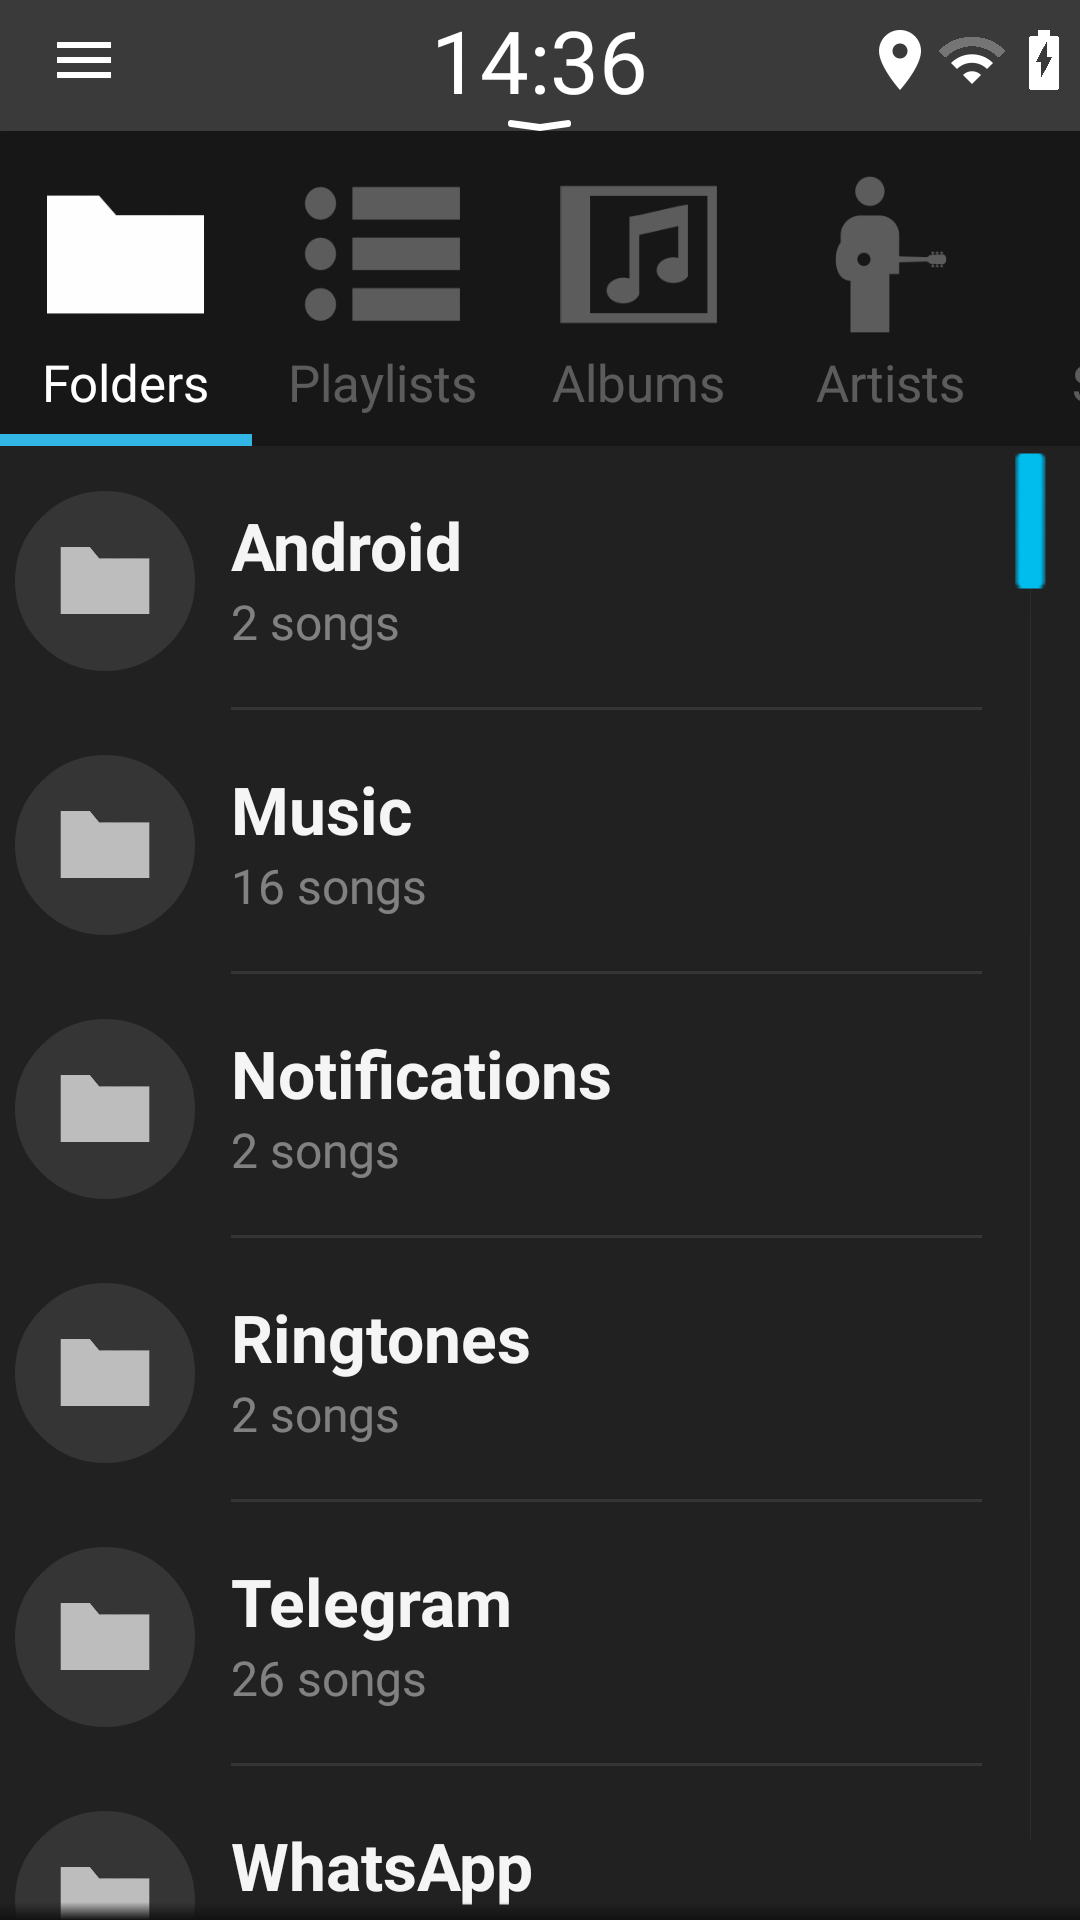 14:36
Folders Playlists Albums Artists
Android
2 songs
Music
16 songs
Notifications
2 songs
Ringtones
2 songs
Telegram
26 songs
WhatsApp